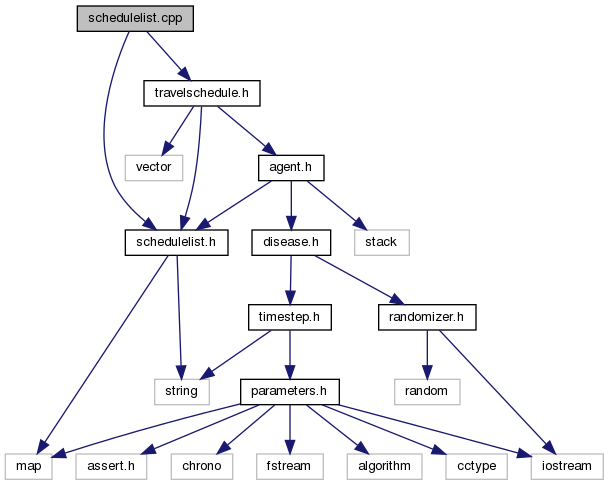 schedulelist.cpp
travelschedule.h
vector
agent.h
schedulelist.h
disease.h
stack
timestep.h
randomizer.h
string
parameters.h
random
map
assert.h
chrono
fstream
algorithm
cctype
iostream